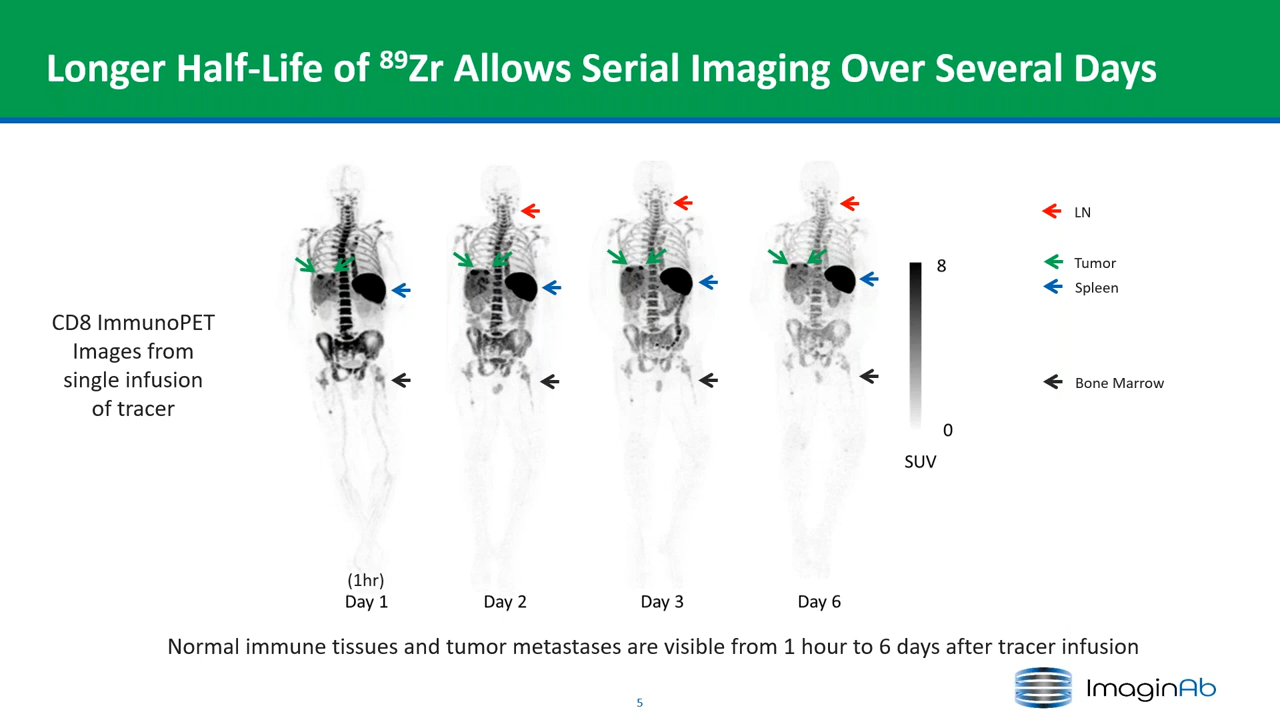 Longer Half-Life of ⁸⁹Zr Allows Serial Imaging Over Several Days
CD8 ImmunoPET
Images from
single infusion
of tracer
(1hr)
Day 1
Day 2
Day 3
Day 6
8
0
SUV
LN
Tumor
Spleen
Bone Marrow
Normal immune tissues and tumor metastases are visible from 1 hour to 6 days after tracer infusion
5
ImaginAb